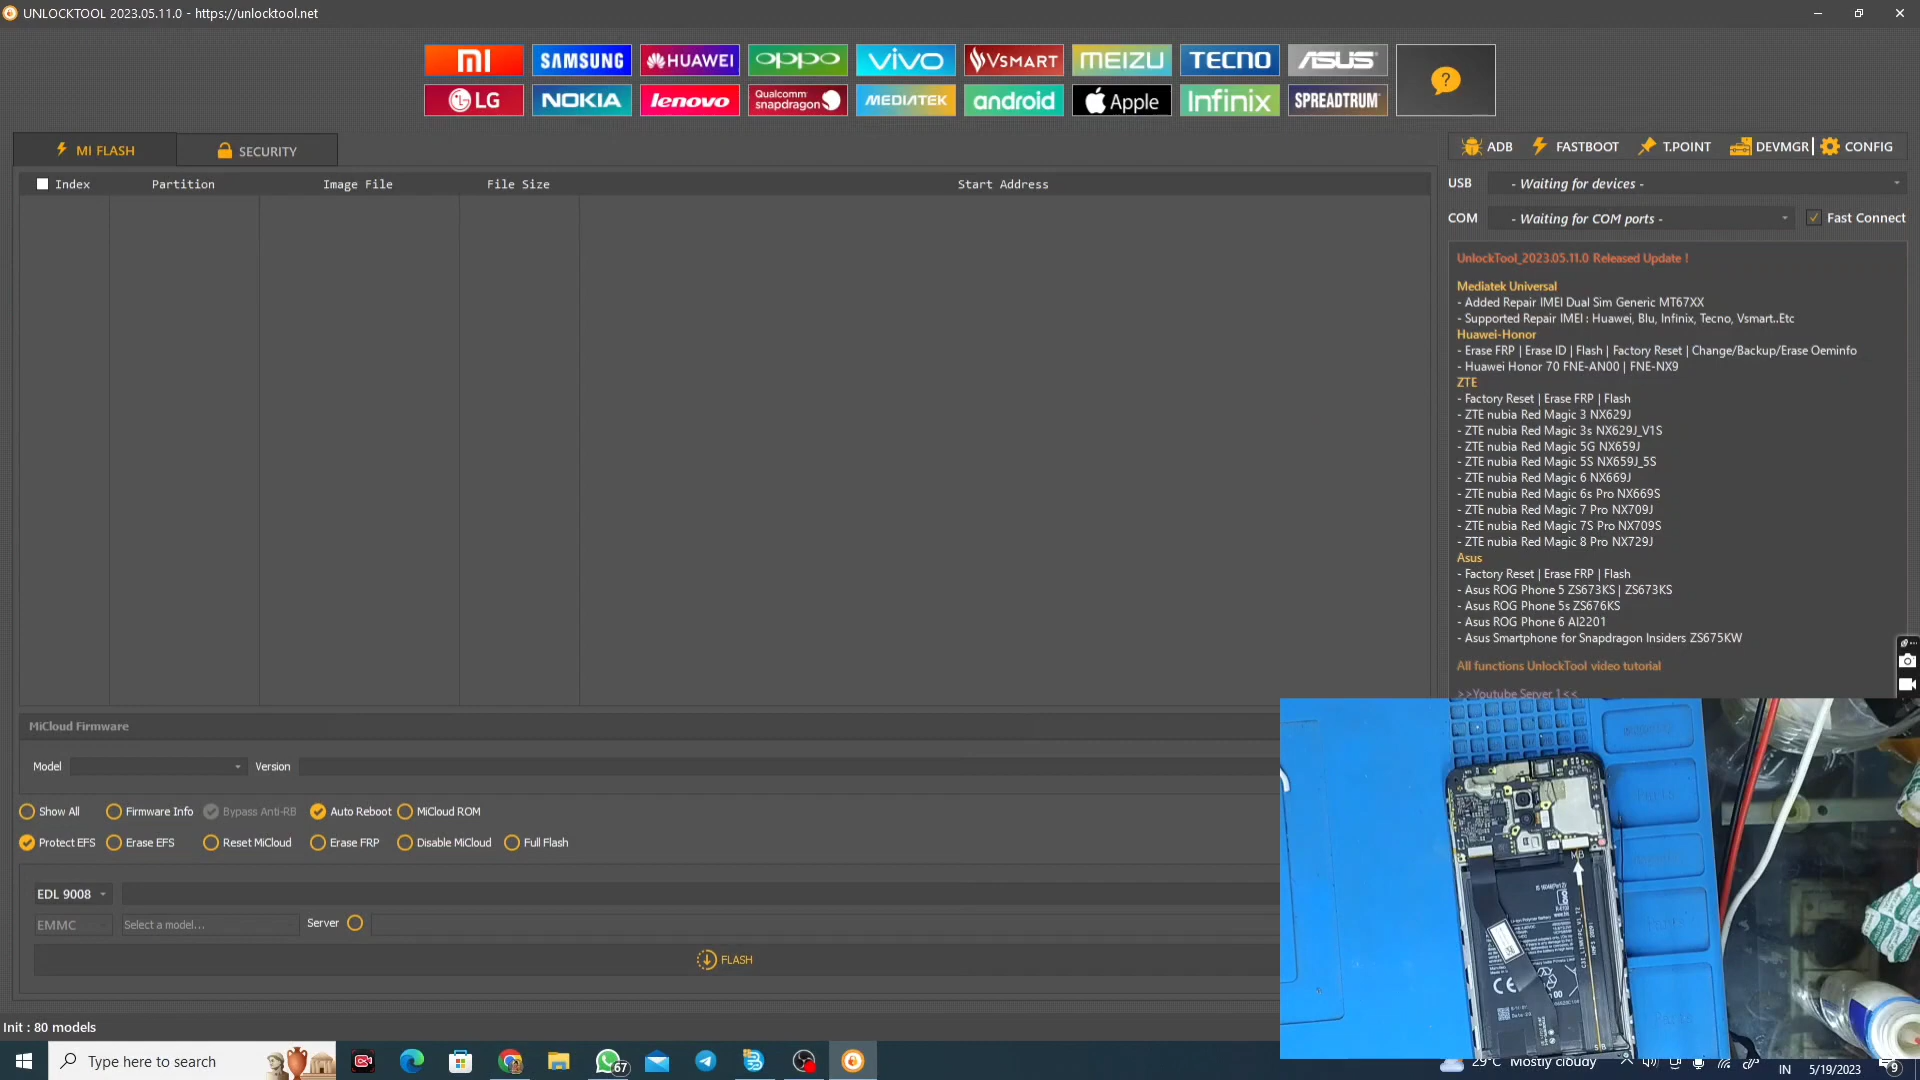 UNLOCKTOOL 2023.05.11.0 - https://unlocktool.net
MI SAMSUNG HUAWEI OPPO VIVO VSMART MEIZU TECNO ASUS ?
LG NOKIA lenovo Qualcomm snapdragon MEDIATEK android Apple Infinix SPREADTRUM
MI FLASH SECURITY
ADB FASTBOOT T.POINT DEVMGR CONFIG
Index Partition Image File File Size Start Address
USB - Waiting for devices -
COM - Waiting for COM ports - Fast Connect
UnlockTool_2023.05.11.0 Released Update !
Mediatek Universal
- Added Repair IMEI Dual Sim Generic MT67XX
- Supported Repair IMEI : Huawei, Blu, Infinix, Tecno, Vsmart..Etc
Huawei-Honor
- Erase FRP | Erase ID | Flash | Factory Reset | Change/Backup/Erase Oeminfo
- Huawei Honor 70 FNE-AN00 | FNE-NX9
ZTE
- Factory Reset | Erase FRP | Flash
- ZTE nubia Red Magic 3 NX629J
- ZTE nubia Red Magic 3s NX629J_V1S
- ZTE nubia Red Magic 5G NX659J
- ZTE nubia Red Magic 5S NX659J_5S
- ZTE nubia Red Magic 6 NX669J
- ZTE nubia Red Magic 6s Pro NX669S
- ZTE nubia Red Magic 7 Pro NX709J
- ZTE nubia Red Magic 7S Pro NX709S
- ZTE nubia Red Magic 8 Pro NX729J
Asus
- Factory Reset | Erase FRP | Flash
- Asus ROG Phone 5 ZS673KS | ZS673KS
- Asus ROG Phone 5s ZS676KS
- Asus ROG Phone 6 AI2201
- Asus Smartphone for Snapdragon Insiders ZS675KW
All functions UnlockTool video tutorial
>>Youtube Server 1<<
MiCloud Firmware
Model Version
Show All Firmware Info Bypass Anti-RB Auto Reboot MiCloud ROM
Protect EFS Erase EFS Reset MiCloud Erase FRP Disable MiCloud Full Flash
EDL 9008
EMMC Select a model... Server
FLASH
MB
CE
Init : 80 models
Type here to search
67
29°C Mostly cloudy
IN 5/19/2023 9